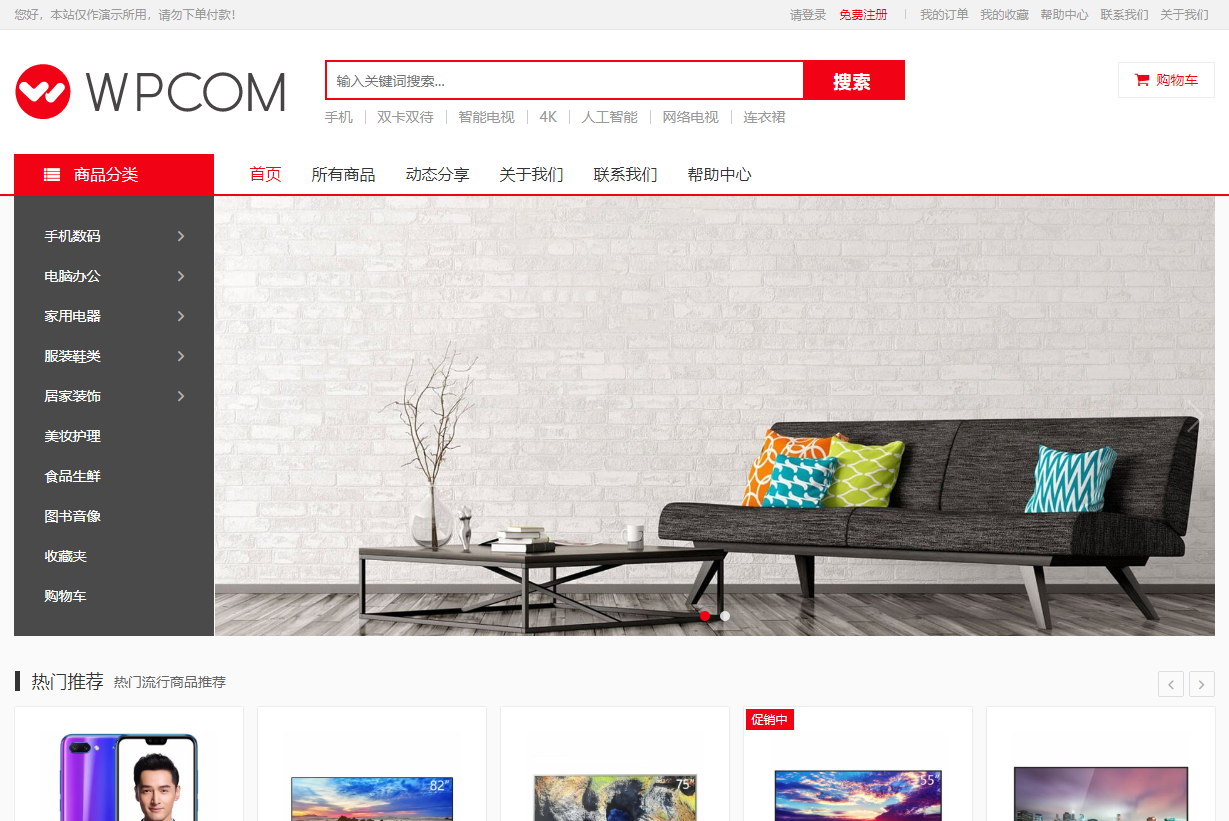 您好，本站仅作演示所用，请勿下单付款！
请登录 免费注册 我的订单 我的收藏 帮助中心 联系我们 关于我们
WPCOM
输入关键词搜索...
搜索
购物车
手机 双卡双待 智能电视 4K 人工智能 网络电视 连衣裙
商品分类
首页 所有商品 动态分享 关于我们 联系我们 帮助中心
手机数码
电脑办公
家用电器
服装鞋类
居家装饰
美妆护理
食品生鲜
图书音像
收藏夹
购物车
热门推荐 热门流行商品推荐
促销中
82"
75"
55"